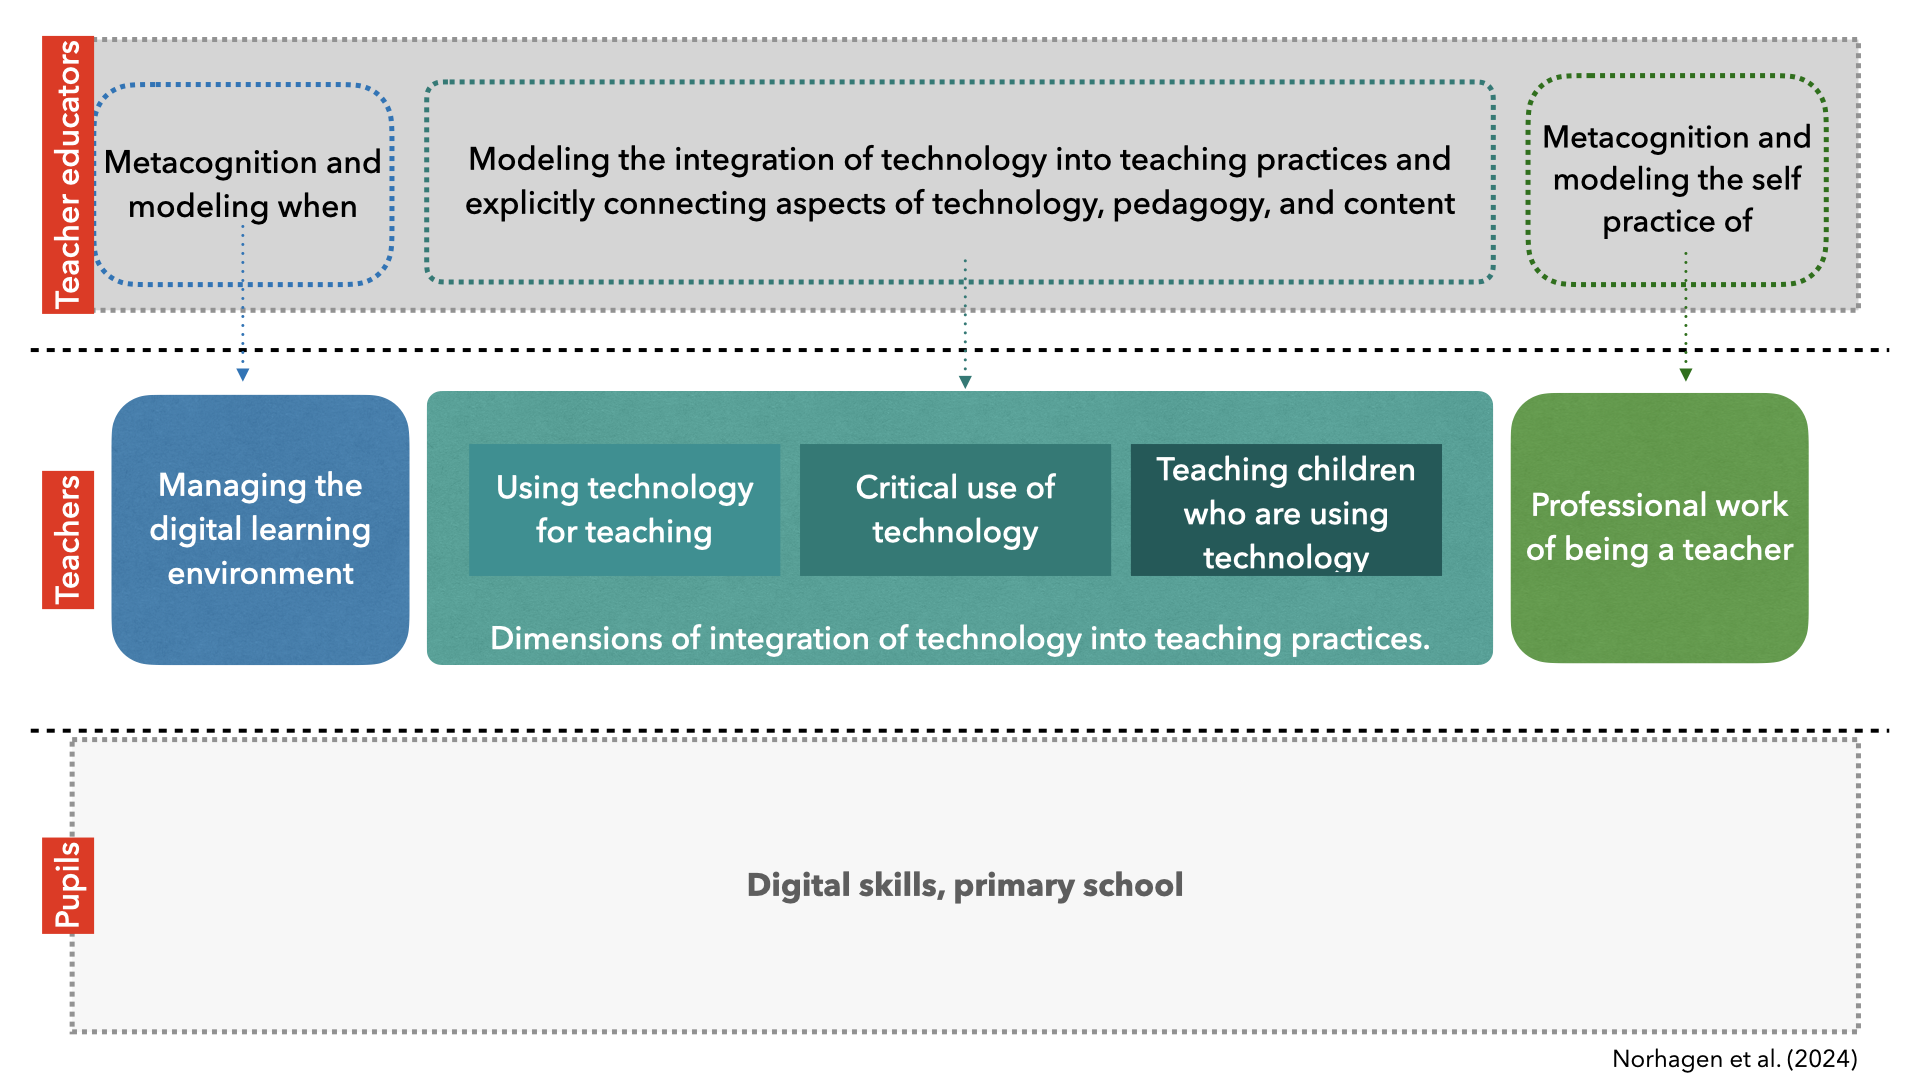 Teacher educators
Metacognition and
modeling when
Modeling the integration of technology into teaching practices and
explicitly connecting aspects of technology, pedagogy, and content
Metacognition and
modeling the self
practice of
Teachers
Managing the
digital learning
environment
Using technology
for teaching
Critical use of
technology
Teaching children
who are using
technology
Dimensions of integration of technology into teaching practices.
Professional work
of being a teacher
Pupils
Digital skills, primary school
Norhagen et al. (2024)